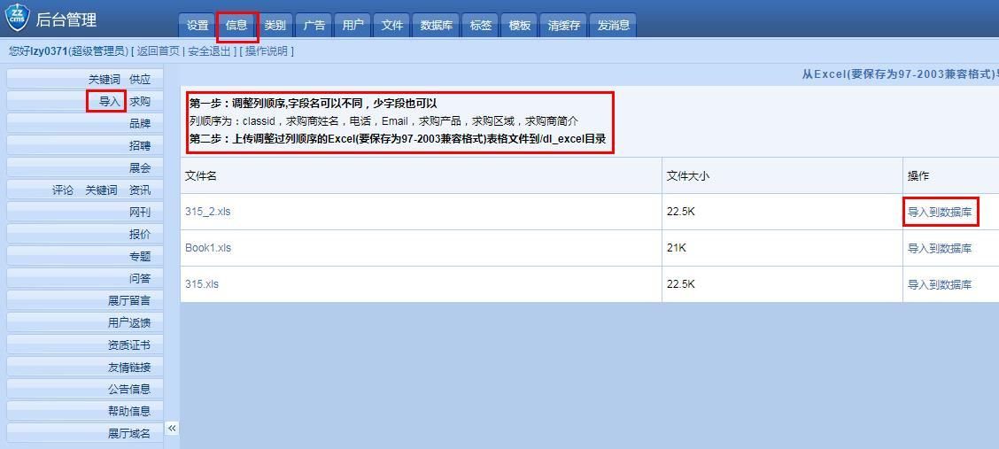 ZZ
cms
后台管理
设置 信息 类别 广告 用户 文件 数据库 标签 模板 清缓存 发消息
您好lzy0371(超级管理员) [ 返回首页 | 安全退出 ] [ 操作说明 ]
关键词 供应
导入 求购
品牌
招聘
展会
评论 关键词 资讯
网刊
报价
专题
问答
展厅留言
用户返馈
资质证书
友情链接
公告信息
帮助信息
展厅域名
«
从Excel(要保存为97-2003兼容格式)
第一步：调整列顺序,字段名可以不同，少字段也可以
列顺序为：classid，求购商姓名，电话，Email，求购产品，求购区域，求购商简介
第二步：上传调整过列顺序的Excel(要保存为97-2003兼容格式)表格文件到/dl_excel目录
文件名 文件大小 操作
315_2.xls 22.5K 导入到数据库
Book1.xls 21K 导入到数据库
315.xls 22.5K 导入到数据库